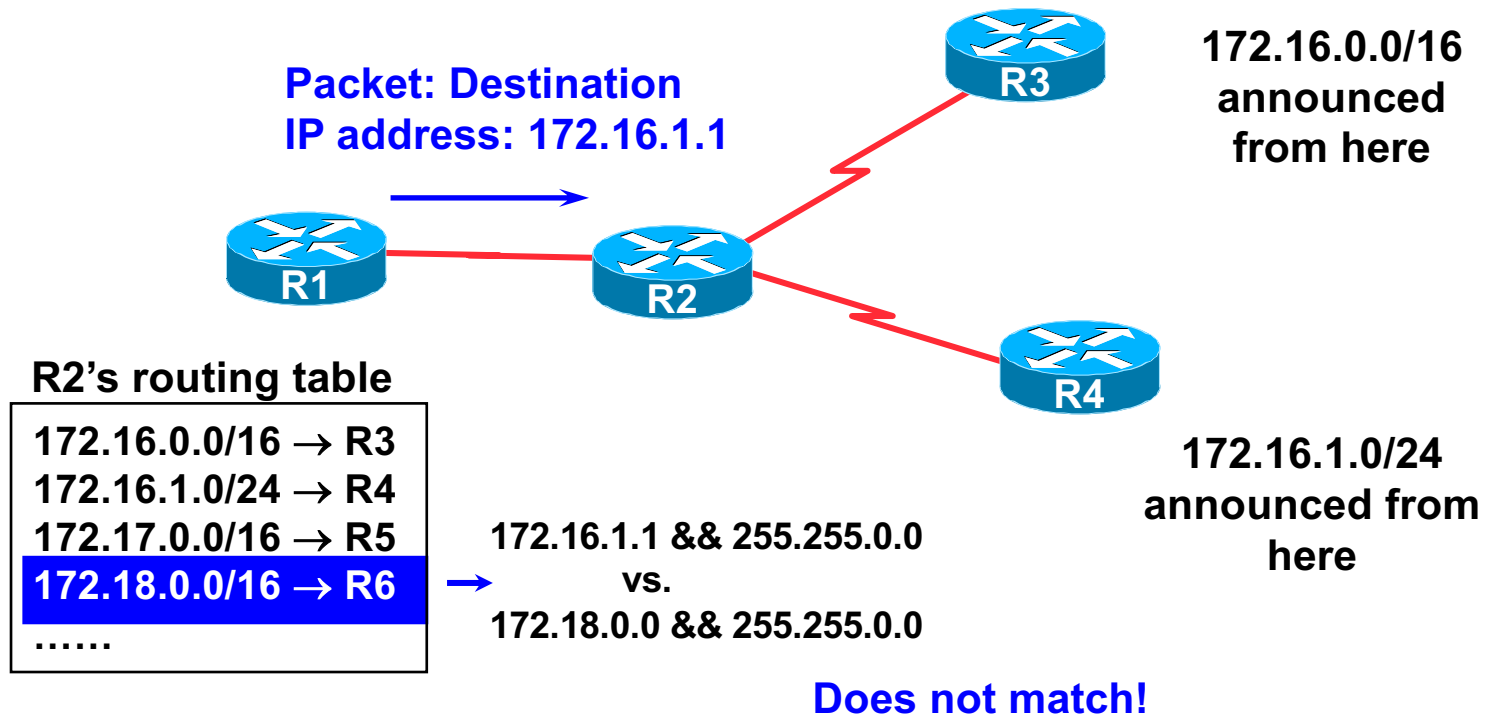 Packet: Destination
IP address: 172.16.1.1
R3
172.16.0.0/16
announced
from here
R1
R2
R4
172.16.1.0/24
announced from
here
R2’s routing table
172.16.0.0/16 → R3
172.16.1.0/24 → R4
172.17.0.0/16 → R5
172.18.0.0/16 → R6
……
172.16.1.1 && 255.255.0.0
vs.
172.18.0.0 && 255.255.0.0
Does not match!